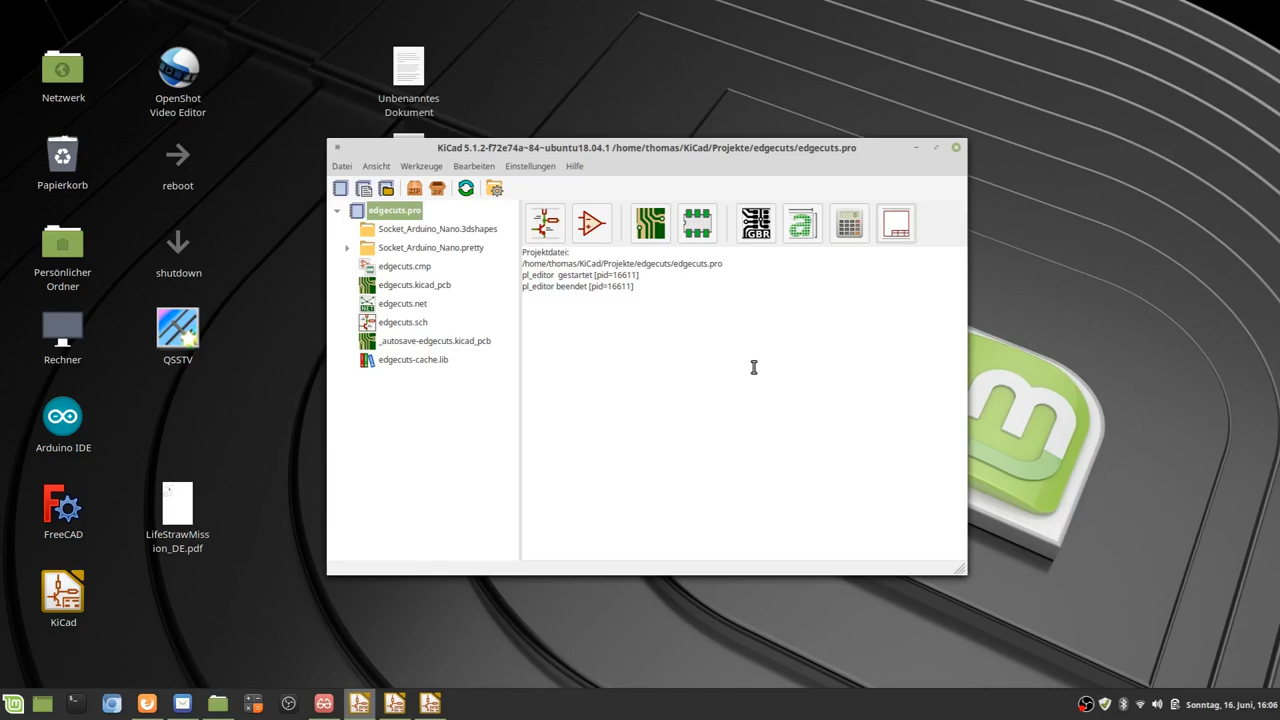 Netzwerk
OpenShot
Video Editor
Unbenanntes
Dokument
Papierkorb
reboot
Persönlicher
Ordner
shutdown
Rechner
QSSTV
Arduino IDE
FreeCAD
LifeStrawMiss
ion_DE.pdf
KiCad
KiCad 5.1.2-f72e74a~84~ubuntu18.04.1 /home/thomas/KiCad/Projekte/edgecuts/edgecuts.pro
Datei Ansicht Werkzeuge Bearbeiten Einstellungen Hilfe
ZIP ZIP
GBR a
edgecuts.pro
Socket_Arduino_Nano.3dshapes
Socket_Arduino_Nano.pretty
edgecuts.cmp
edgecuts.kicad_pcb
NET
edgecuts.net
edgecuts.sch
_autosave-edgecuts.kicad_pcb
edgecuts-cache.lib
Projektdatei:
/home/thomas/KiCad/Projekte/edgecuts/edgecuts.pro
pl_editor gestartet [pid=16611]
pl_editor beendet [pid=16611]
Sonntag, 16. Juni, 16:06